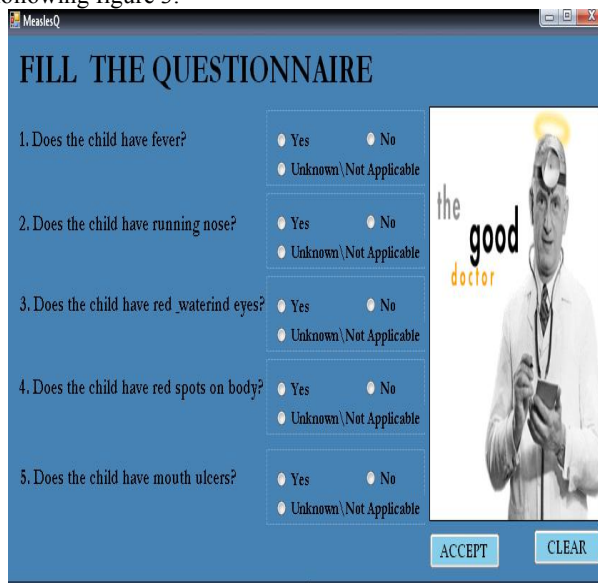 ollowing figure 3.
MeaslesQ
FILL THE QUESTIONNAIRE
1. Does the child have fever?
Yes No
Unknown\Not Applicable
2. Does the child have running nose?
Yes No
Unknown\Not Applicable
3. Does the child have red_waterind eyes?
Yes No
Unknown\Not Applicable
4. Does the child have red spots on body?
Yes No
Unknown\Not Applicable
5. Does the child have mouth ulcers?
Yes No
Unknown\Not Applicable
the
good
doctor
ACCEPT CLEAR